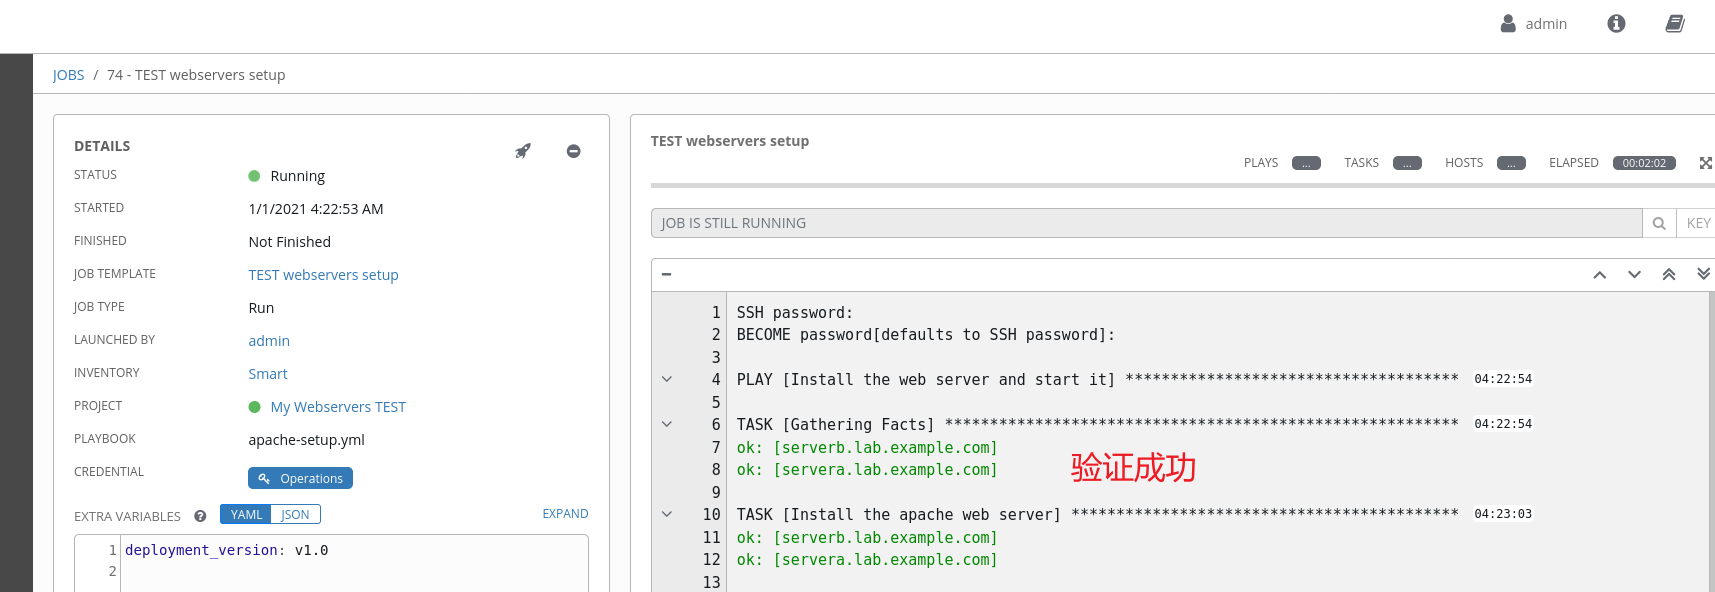 admin
JOBS / 74 - TEST webservers setup
DETAILS
STATUS Running
STARTED 1/1/2021 4:22:53 AM
FINISHED Not Finished
JOB TEMPLATE TEST webservers setup
JOB TYPE Run
LAUNCHED BY admin
INVENTORY Smart
PROJECT My Webservers TEST
PLAYBOOK apache-setup.yml
CREDENTIAL Operations
EXTRA VARIABLES ? YAML JSON EXPAND
1 deployment_version: v1.0
2
TEST webservers setup
PLAYS ... TASKS ... HOSTS ... ELAPSED 00:02:02
JOB IS STILL RUNNING KEY
1 SSH password:
2 BECOME password[defaults to SSH password]:
3
4 PLAY [Install the web server and start it] ************************************* 04:22:54
5
6 TASK [Gathering Facts] ********************************************************* 04:22:54
7 ok: [serverb.lab.example.com]
8 ok: [servera.lab.example.com]
验证成功
9
10 TASK [Install the apache web server] ******************************************* 04:23:03
11 ok: [serverb.lab.example.com]
12 ok: [servera.lab.example.com]
13